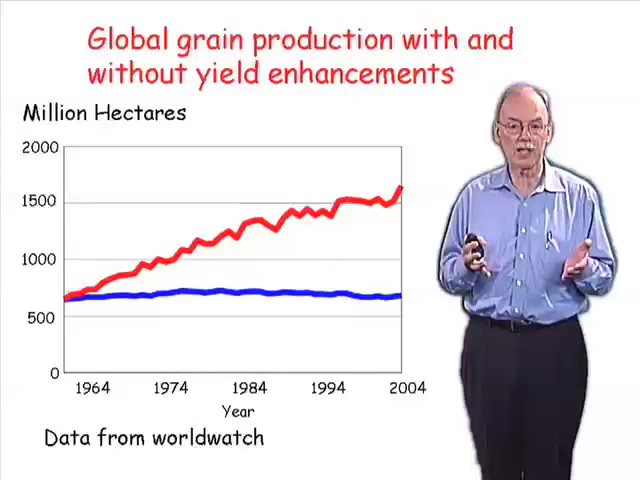 Global grain production with and
without yield enhancements
Million Hectares
2000
1500
1000
500
0
1964 1974 1984 1994 2004
Year
Data from worldwatch